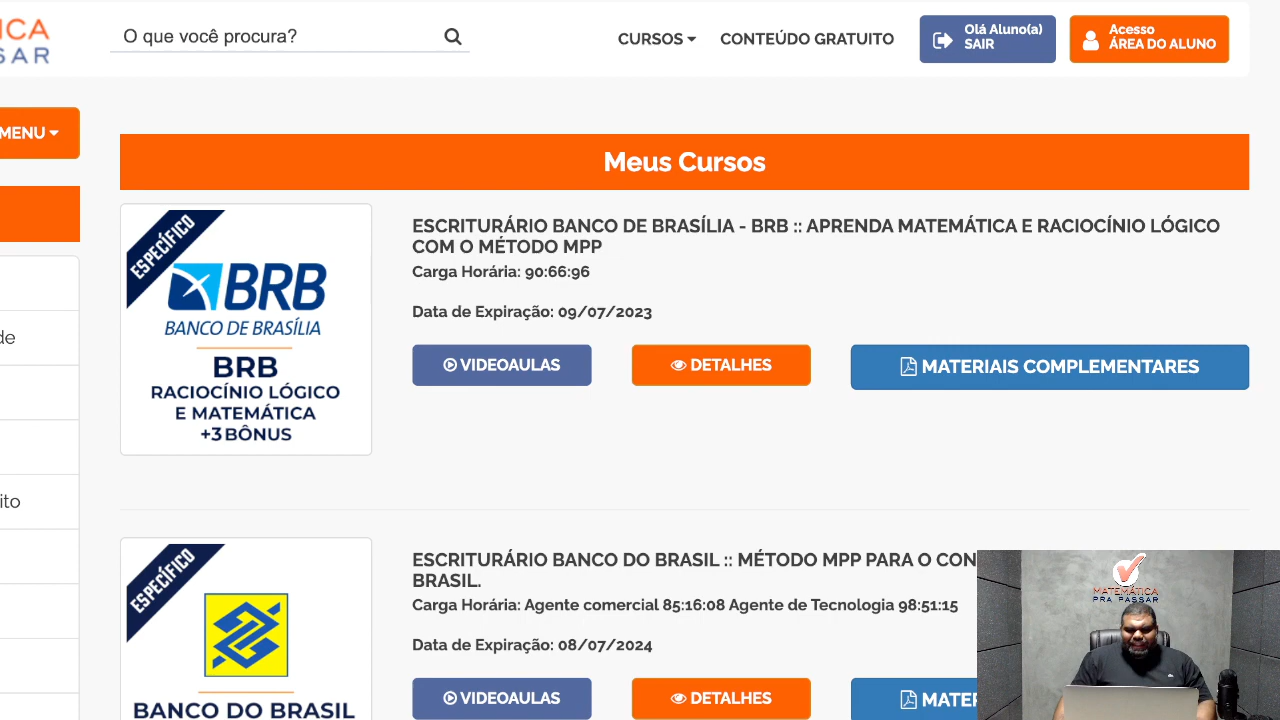 ICA
SSAR
O que você procura?
CURSOS
CONTEÚDO GRATUITO
Olá Aluno(a)
SAIR
Acesso
ÁREA DO ALUNO
MENU
Meus Cursos
de
ito
ESPECÍFICO
BRB
BANCO DE BRASÍLIA
BRB
RACIOCÍNIO LÓGICO
E MATEMÁTICA
+3 BÔNUS
ESCRITURÁRIO BANCO DE BRASÍLIA - BRB :: APRENDA MATEMÁTICA E RACIOCÍNIO LÓGICO
COM O MÉTODO MPP
Carga Horária: 90:66:96
Data de Expiração: 09/07/2023
VIDEOAULAS
DETALHES
MATERIAIS COMPLEMENTARES
ESPECÍFICO
BANCO DO BRASIL
ESCRITURÁRIO BANCO DO BRASIL :: MÉTODO MPP PARA O CON
BRASIL.
Carga Horária: Agente comercial 85:16:08 Agente de Tecnologia 98:51:15
Data de Expiração: 08/07/2024
VIDEOAULAS
DETALHES
MATER
MATEMÁTICA
PRA PASSAR